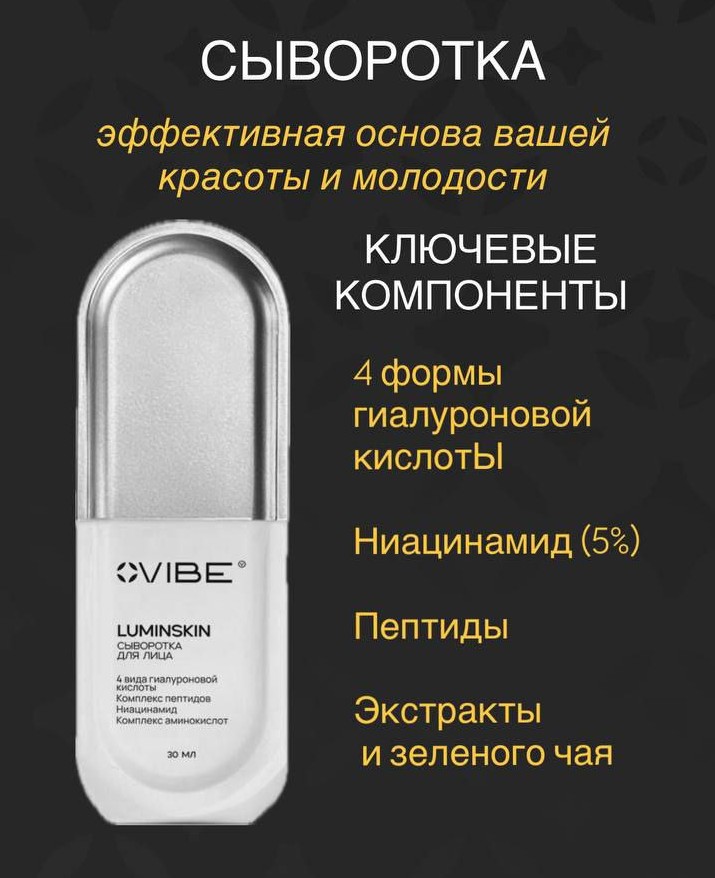 СЫВОРОТКА
эффективная основа вашей
красоты и молодости
КЛЮЧЕВЫЕ
КОМПОНЕНТЫ
4 формы
гиалуроновой
кислотЫ
Ниацинамид (5%)
Пептиды
Экстракты
и зеленого чая
VIBE®
LUMINSKIN
СЫВОРОТКА
ДЛЯ ЛИЦА
4 вида гиалуроновой
кислоты
Комплекс пептидов
Ниацинамид
Комплекс аминокислот
30 МЛ